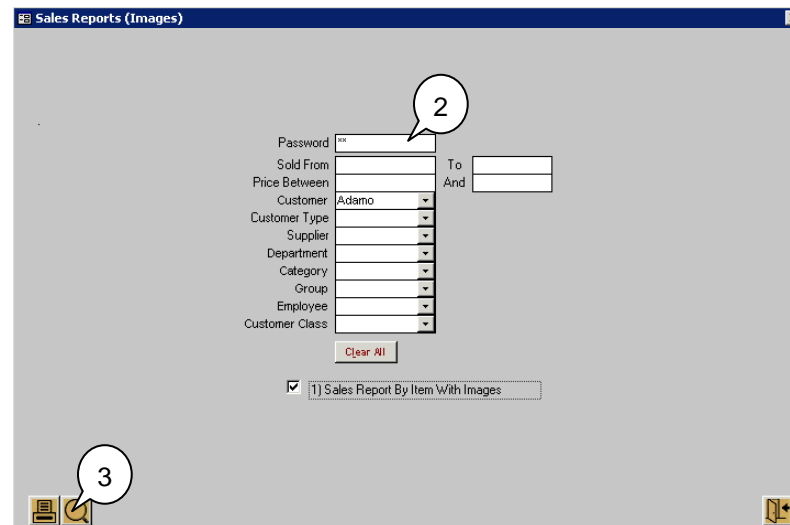 Sales Reports (Images)
2
Password **
Sold From To
Price Between And
Customer Adamo
Customer Type
Supplier
Department
Category
Group
Employee
Customer Class
Clear All
1) Sales Report By Item With Images
3